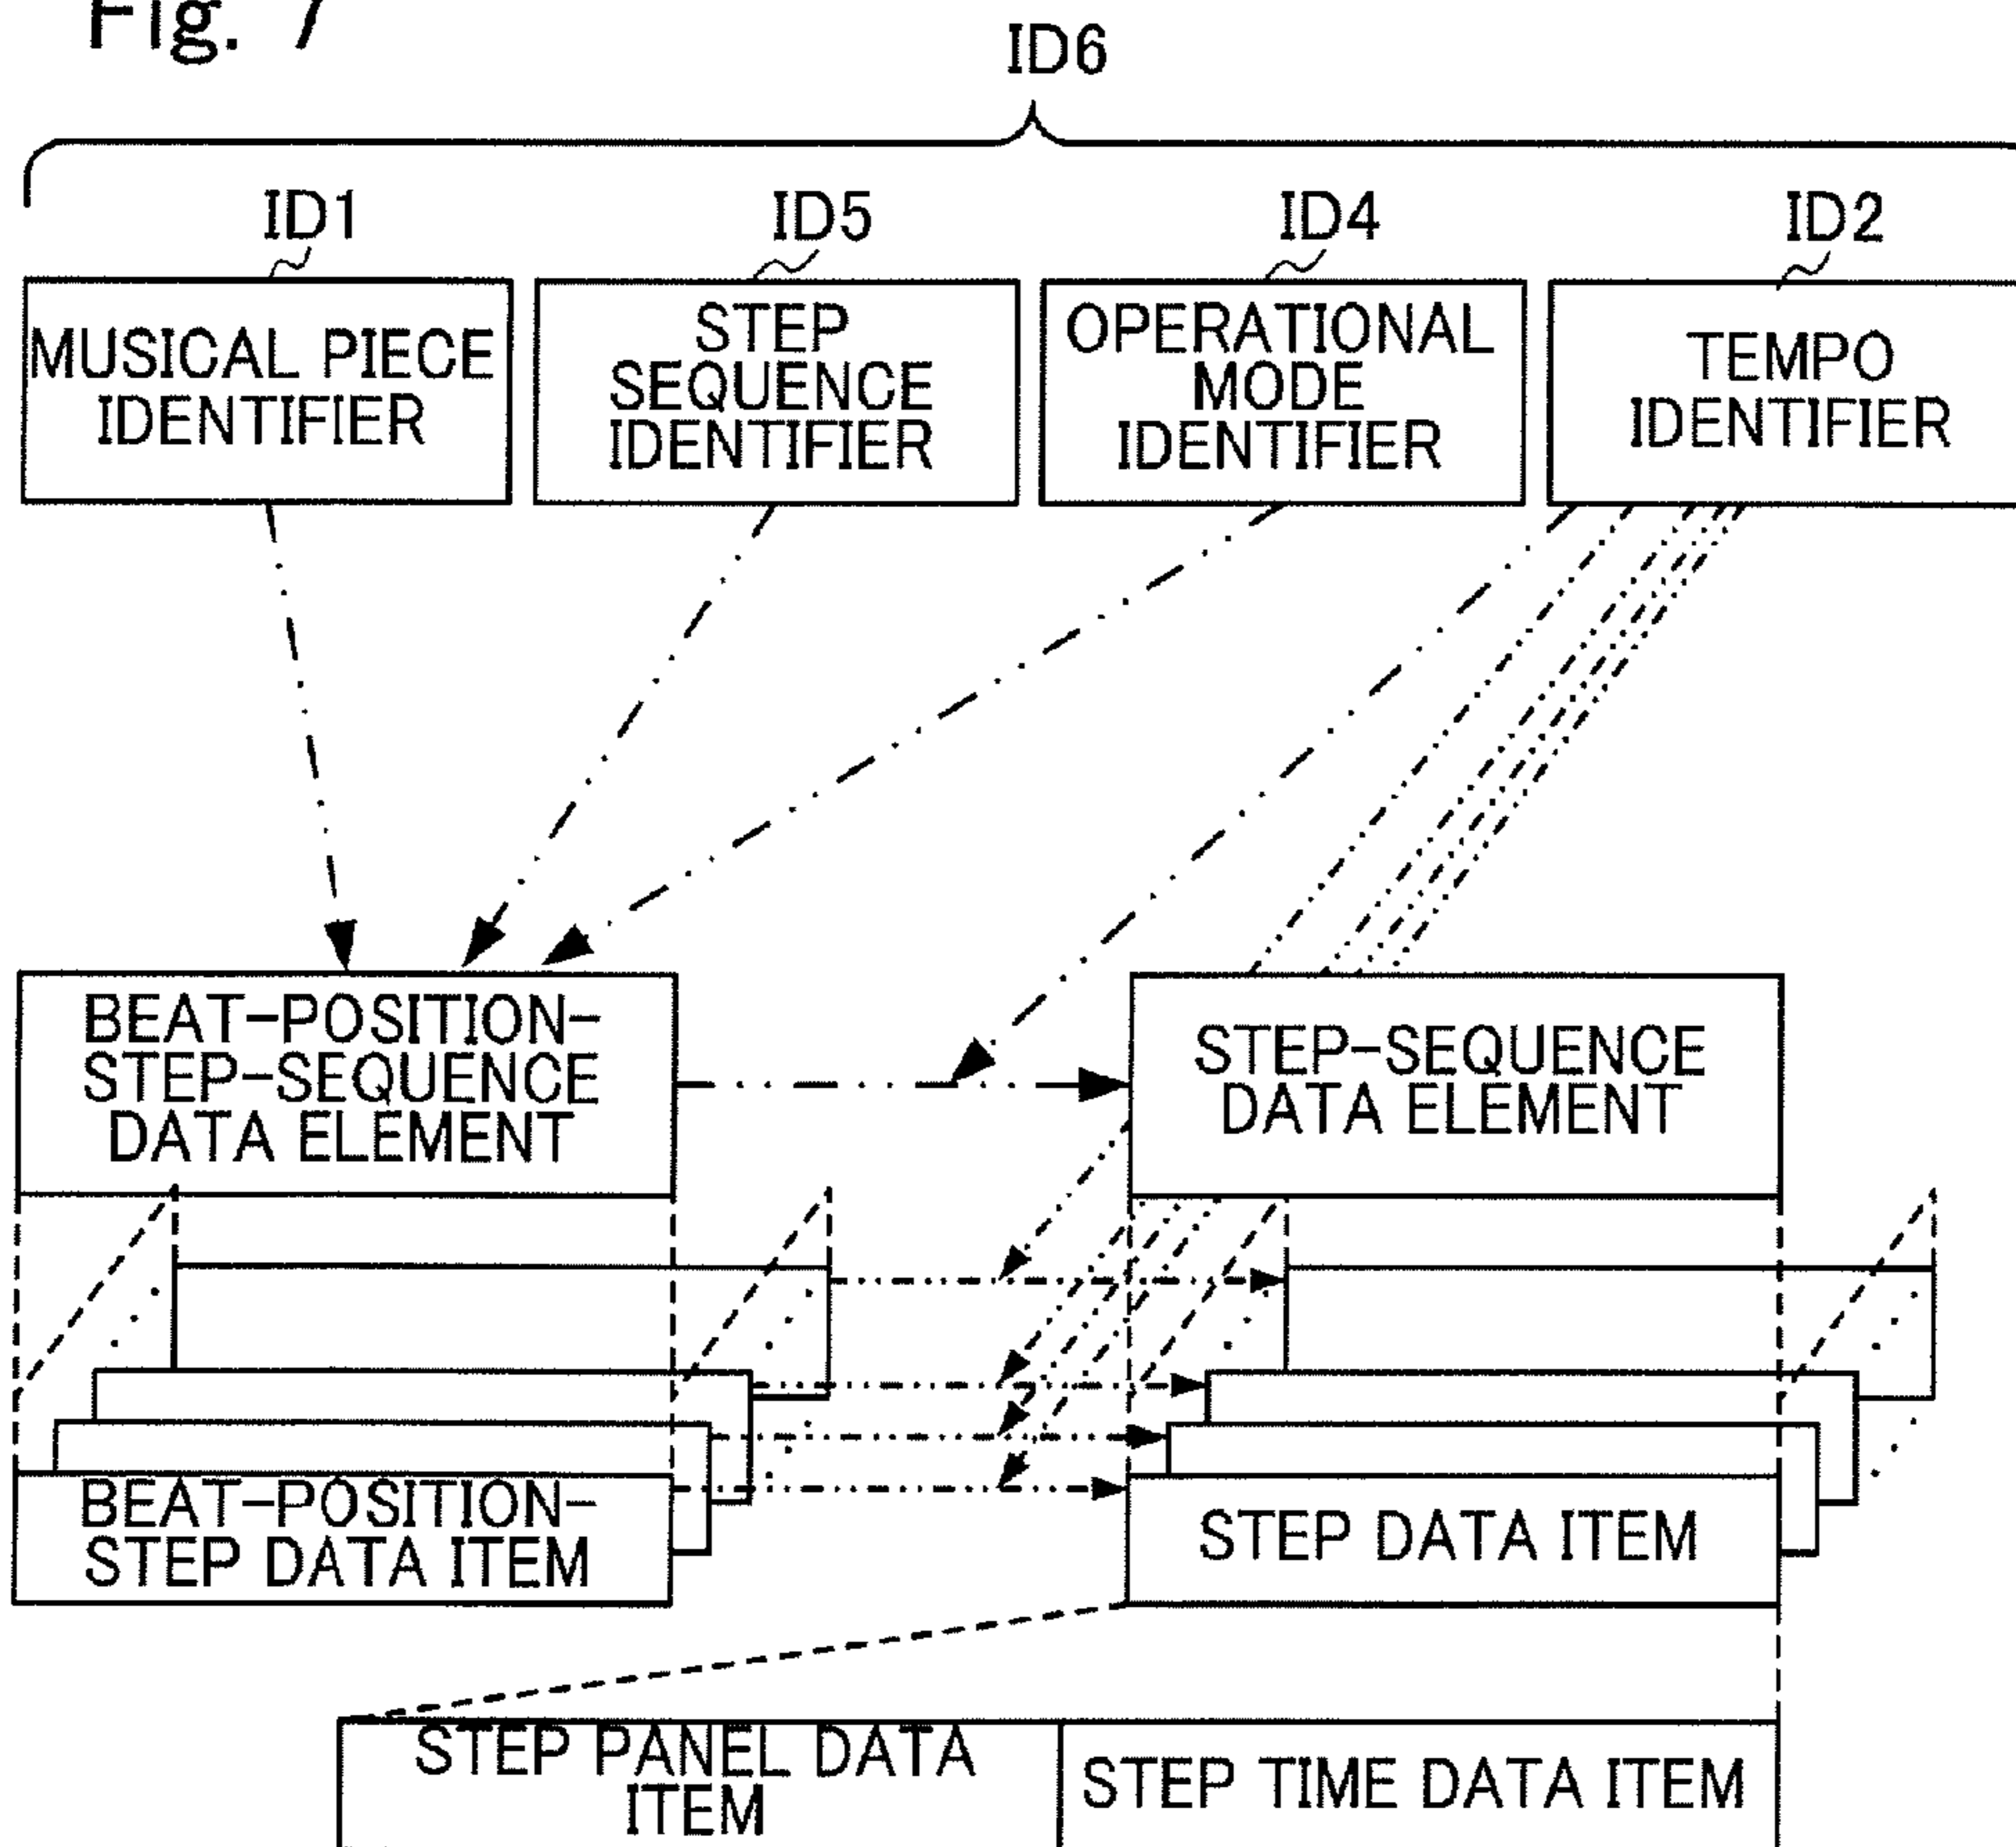 Fig. 7
ID6
ID1
ID5
ID4
ID2
MUSICAL PIECE
IDENTIFIER
STEP
SEQUENCE
IDENTIFIER
OPERATIONAL
MODE
IDENTIFIER
TEMPO
IDENTIFIER
BEAT-POSITION-
STEP-SEQUENCE
DATA ELEMENT
STEP-SEQUENCE
DATA ELEMENT
BEAT-POSITION-
STEP DATA ITEM
STEP DATA ITEM
STEP PANEL DATA
ITEM
STEP TIME DATA ITEM